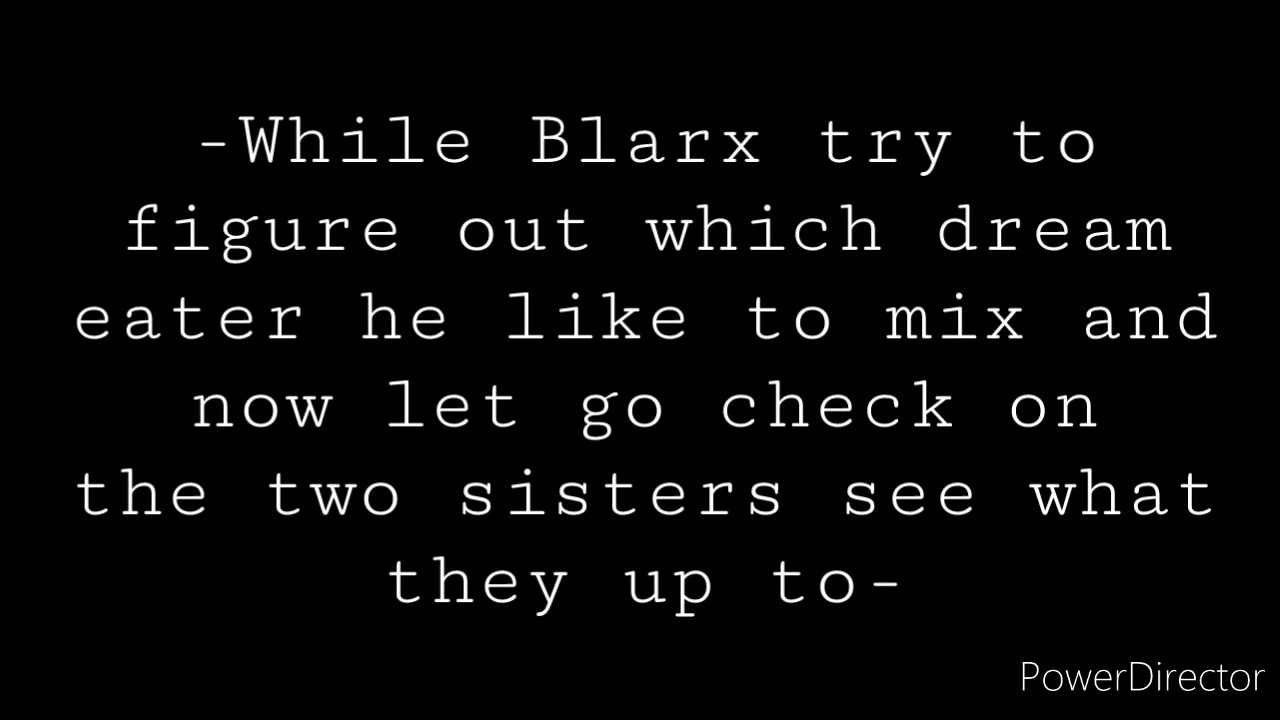 -While Blarx try to
figure out which dream
eater he like to mix and
now let go check on
the two sisters see what
they up to-
PowerDirector